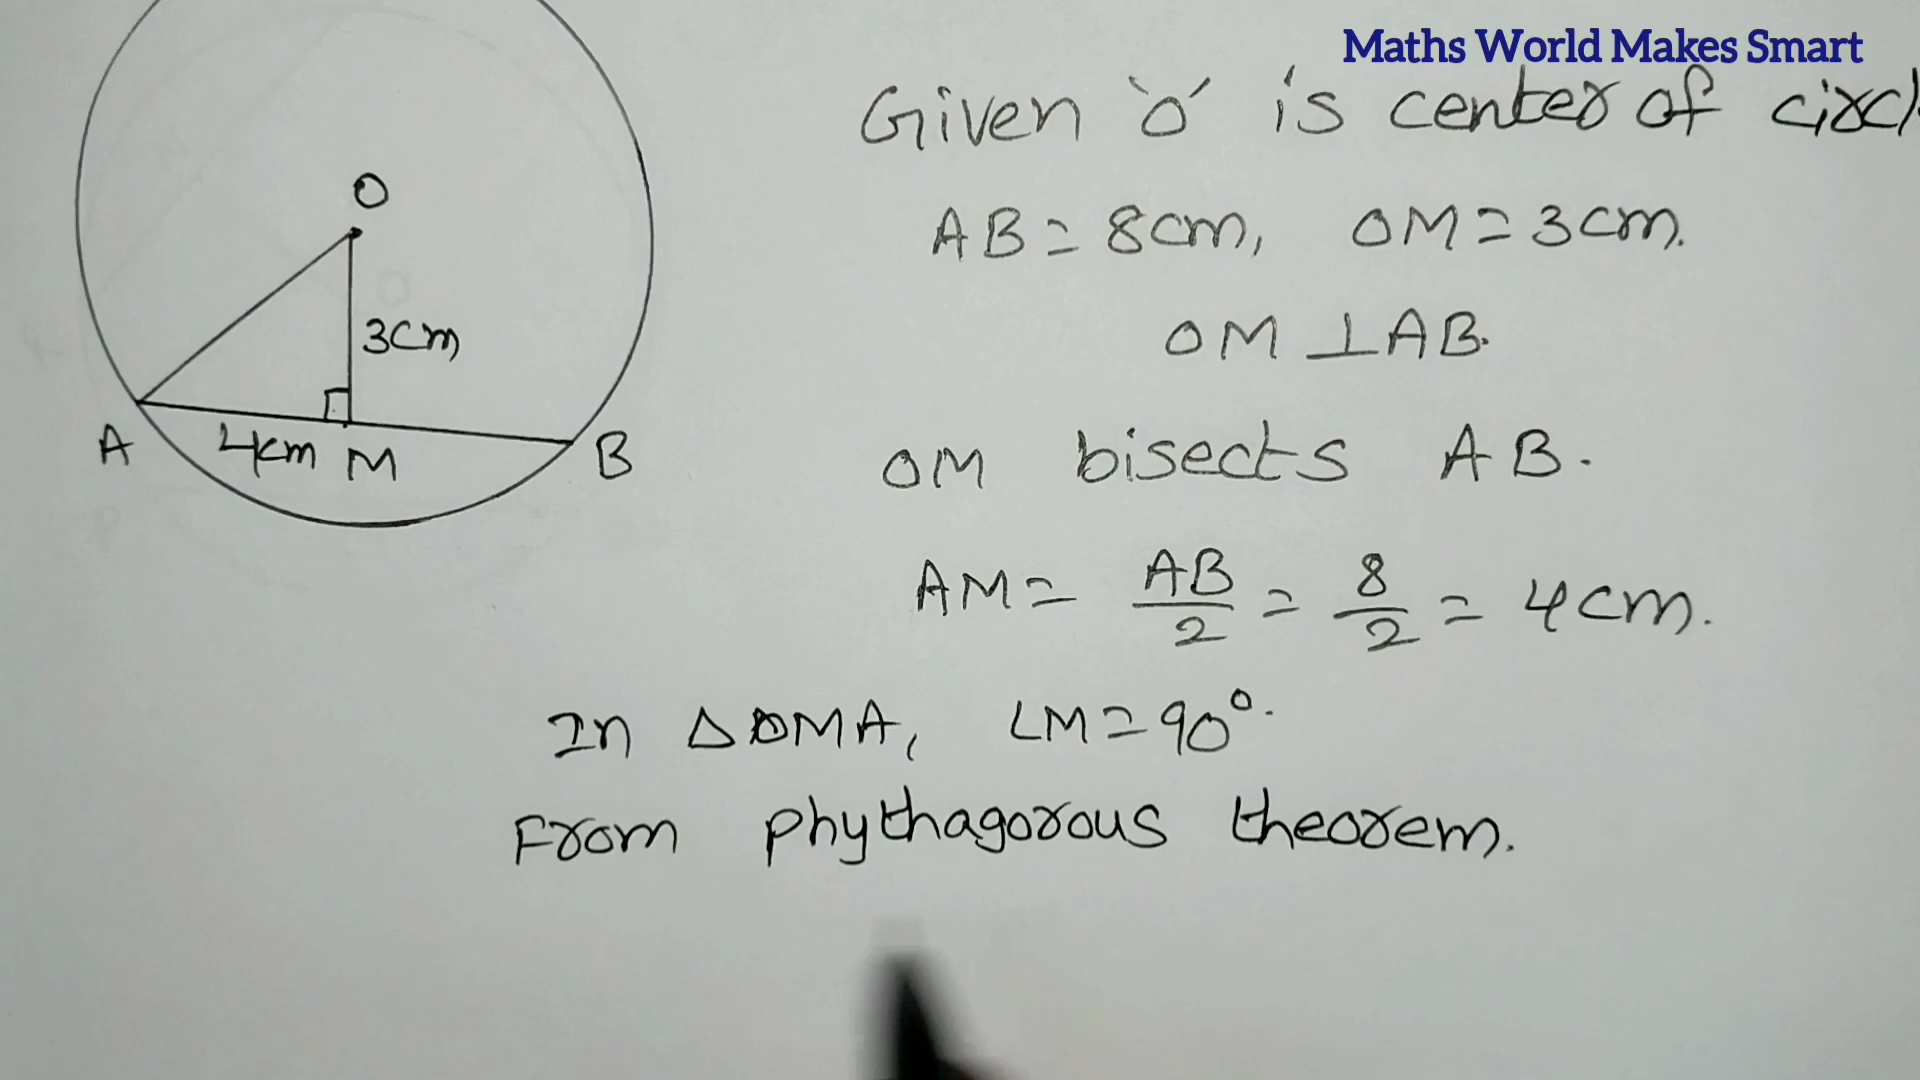 Maths World Makes Smart
Given 'O' is center of circl
AB = 8cm, OM = 3cm.
OM ⊥ AB.
OM bisects AB.
AM = AB/2 = 8/2 = 4cm.
In △OMA, ∠M = 90°.
From phythagorous theorem.
O
3cm
A 4cm M B